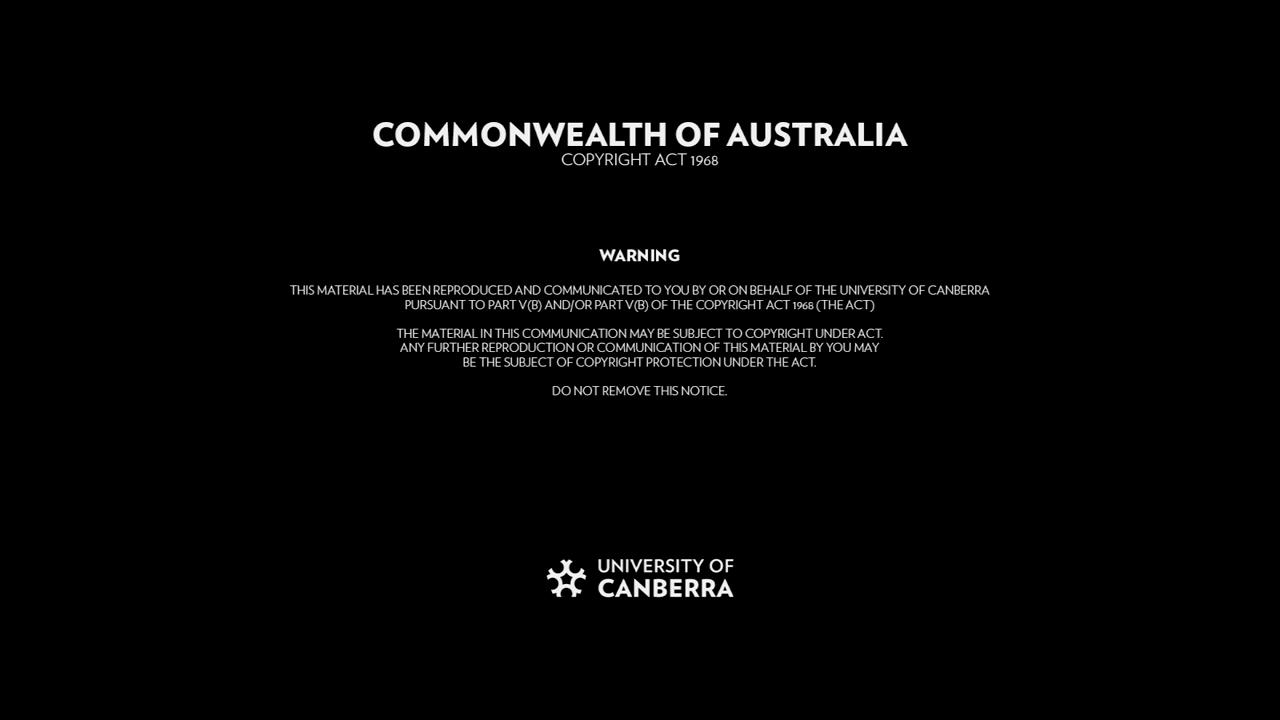 COMMONWEALTH OF AUSTRALIA
COPYRIGHT ACT 1968
WARNING
THIS MATERIAL HAS BEEN REPRODUCED AND COMMUNICATED TO YOU BY OR ON BEHALF OF THE UNIVERSITY OF CANBERRA
PURSUANT TO PART V(B) AND/OR PART V(B) OF THE COPYRIGHT ACT 1968 (THE ACT)
THE MATERIAL IN THIS COMMUNICATION MAY BE SUBJECT TO COPYRIGHT UNDER ACT.
ANY FURTHER REPRODUCTION OR COMMUNICATION OF THIS MATERIAL BY YOU MAY
BE THE SUBJECT OF COPYRIGHT PROTECTION UNDER THE ACT.
DO NOT REMOVE THIS NOTICE.
UNIVERSITY OF
CANBERRA